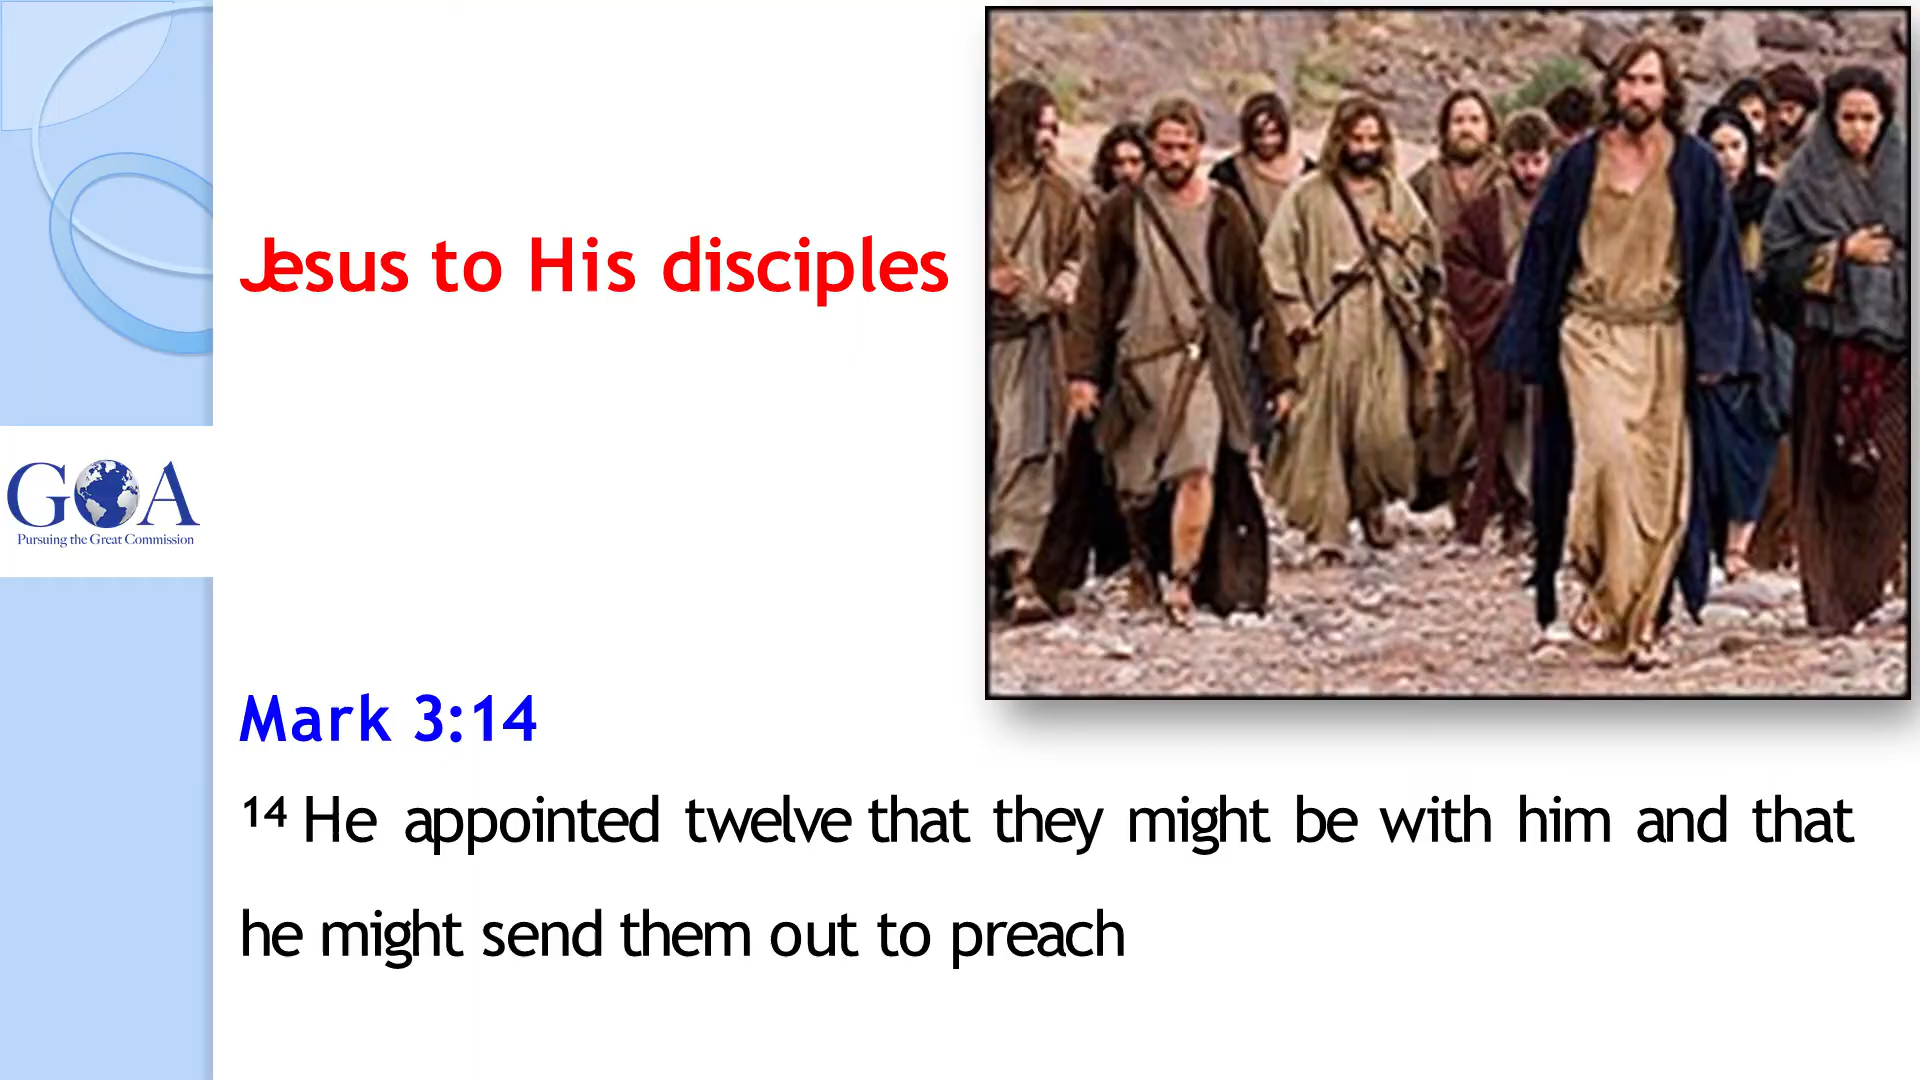 Jesus to His disciples
GOA
Pursuing the Great Commission
Mark 3:14
¹⁴ He appointed twelve that they might be with him and that
he might send them out to preach